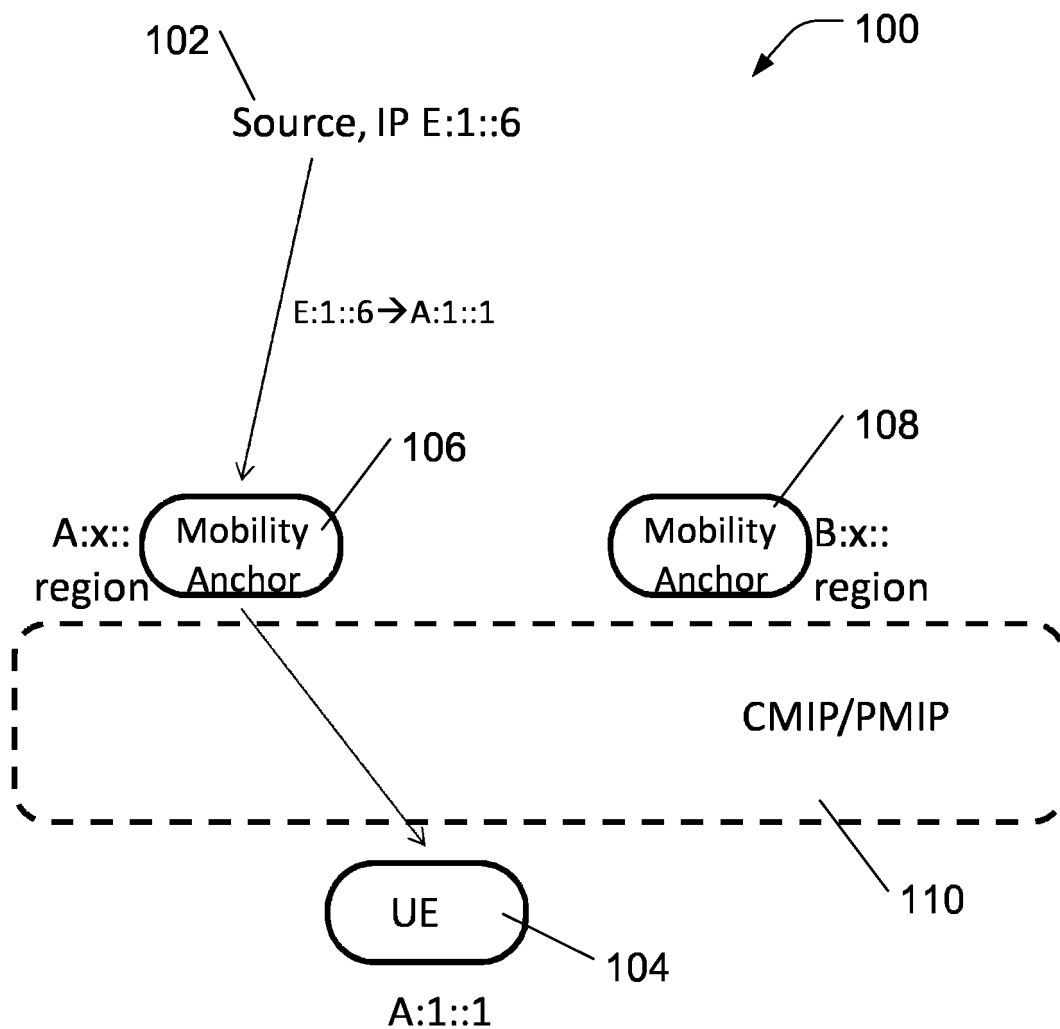 102
100
Source, IP E:1::6
E:1::6→A:1::1
106
108
A:x::
region
Mobility
Anchor
Mobility
Anchor
B:x::
region
CMIP/PMIP
110
UE
104
A:1::1